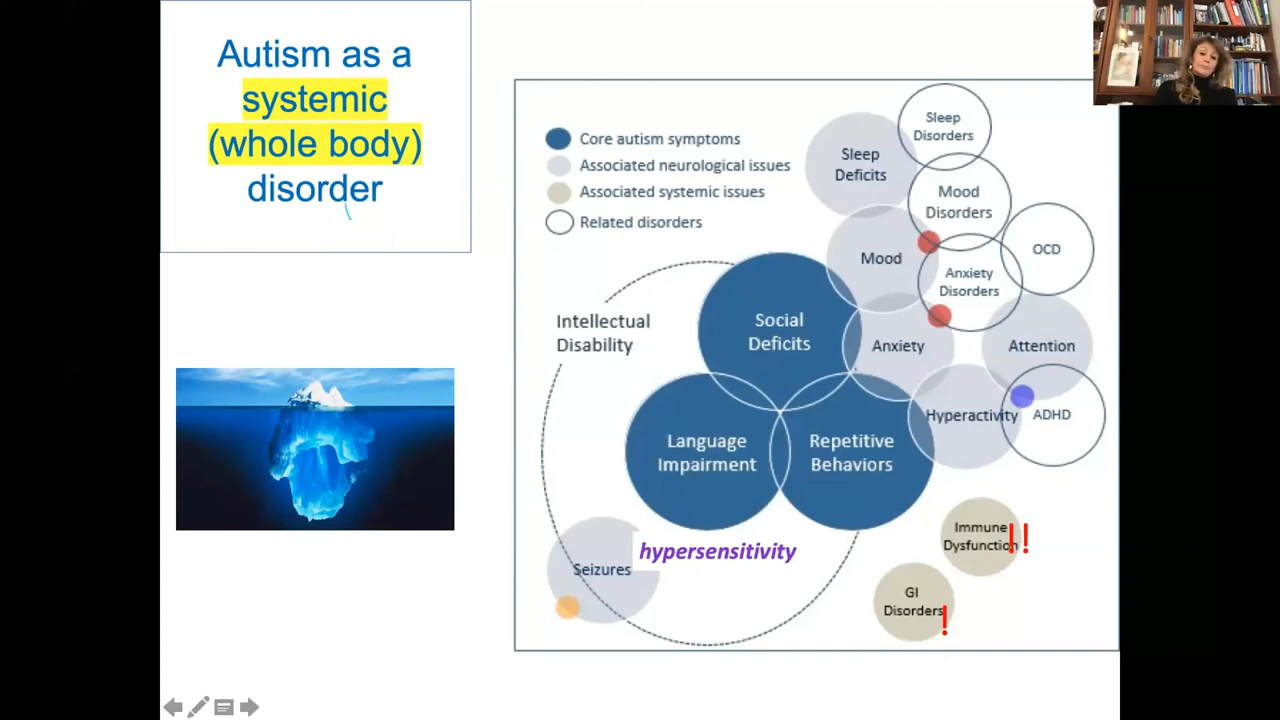 Autism as a
systemic
(whole body)
disorder
Core autism symptoms
Associated neurological issues
Associated systemic issues
Related disorders
Sleep
Disorders
Sleep
Deficits
Mood
Disorders
OCD
Mood
Anxiety
Disorders
Intellectual
Disability
Social
Deficits
Anxiety
Attention
Hyperactivity
ADHD
Language
Impairment
Repetitive
Behaviors
Immune
Dysfunction!!
hypersensitivity
Seizures
GI
Disorders!